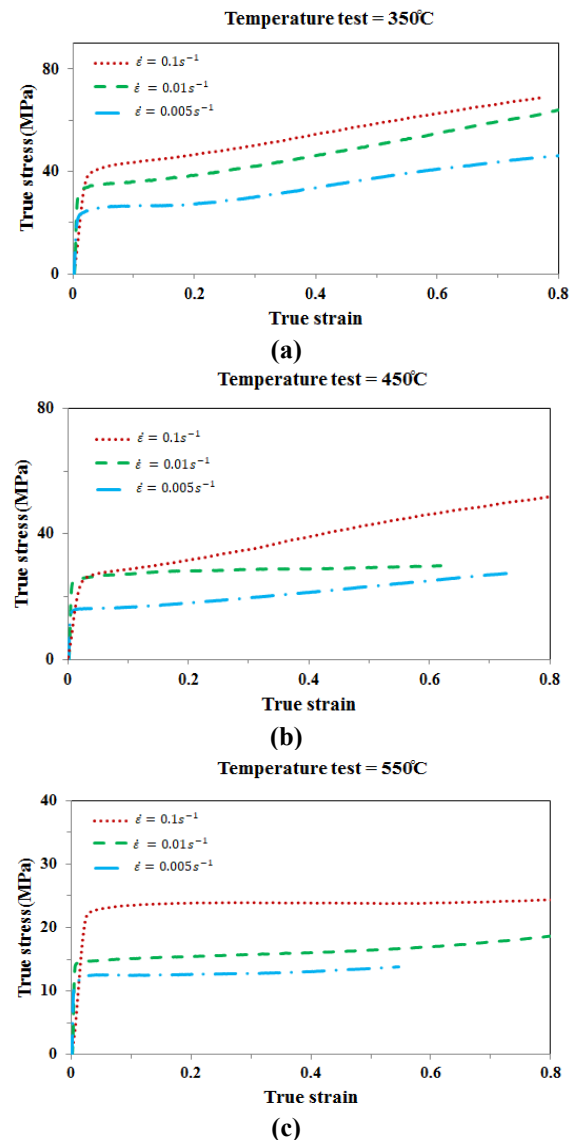 Temperature test = 350℃
ε̇ = 0.1s⁻¹
ε̇ = 0.01s⁻¹
ε̇ = 0.005s⁻¹
True stress(MPa)
80
40
0
0 0.2 0.4 0.6 0.8
True strain
(a)
Temperature test = 450℃
ε̇ = 0.1s⁻¹
ε̇ = 0.01s⁻¹
ε̇ = 0.005s⁻¹
True stress(MPa)
80
40
0
0 0.2 0.4 0.6 0.8
True strain
(b)
Temperature test = 550℃
ε̇ = 0.1s⁻¹
ε̇ = 0.01s⁻¹
ε̇ = 0.005s⁻¹
True stress(MPa)
40
30
20
10
0
0 0.2 0.4 0.6 0.8
True strain
(c)